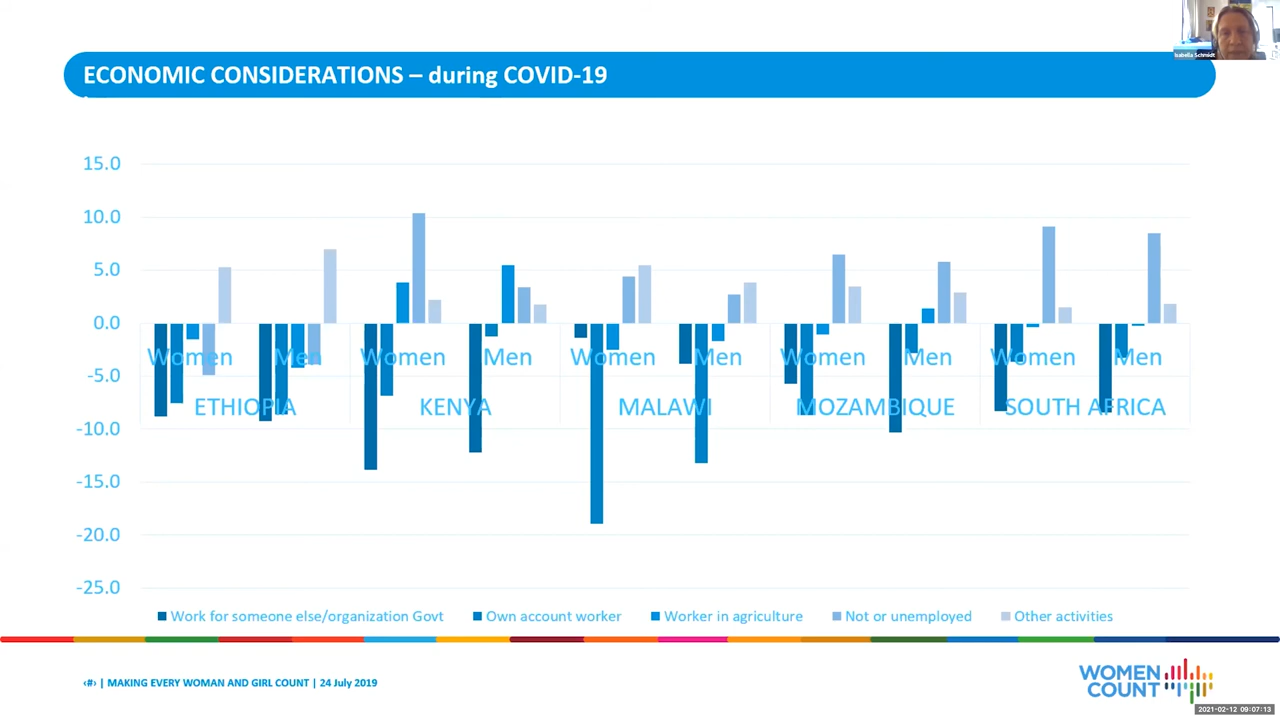 Isabella Schmidt
ECONOMIC CONSIDERATIONS – during COVID-19
15.0
10.0
5.0
0.0
-5.0
-10.0
-15.0
-20.0
-25.0
Women Men Women Men Women Men Women Men Women Men
ETHIOPIA KENYA MALAWI MOZAMBIQUE SOUTH AFRICA
Work for someone else/organization Govt Own account worker Worker in agriculture Not or unemployed Other activities
‹#› | MAKING EVERY WOMAN AND GIRL COUNT | 24 July 2019
WOMEN
COUNT
2021-02-12 09:07:13